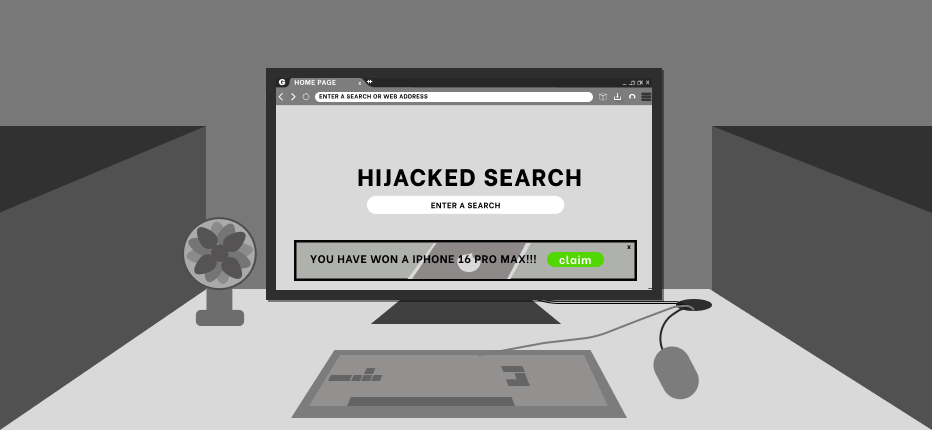 G HOME PAGE x +
ENTER A SEARCH OR WEB ADDRESS
HIJACKED SEARCH
ENTER A SEARCH
x
YOU HAVE WON A IPHONE 16 PRO MAX!!! claim